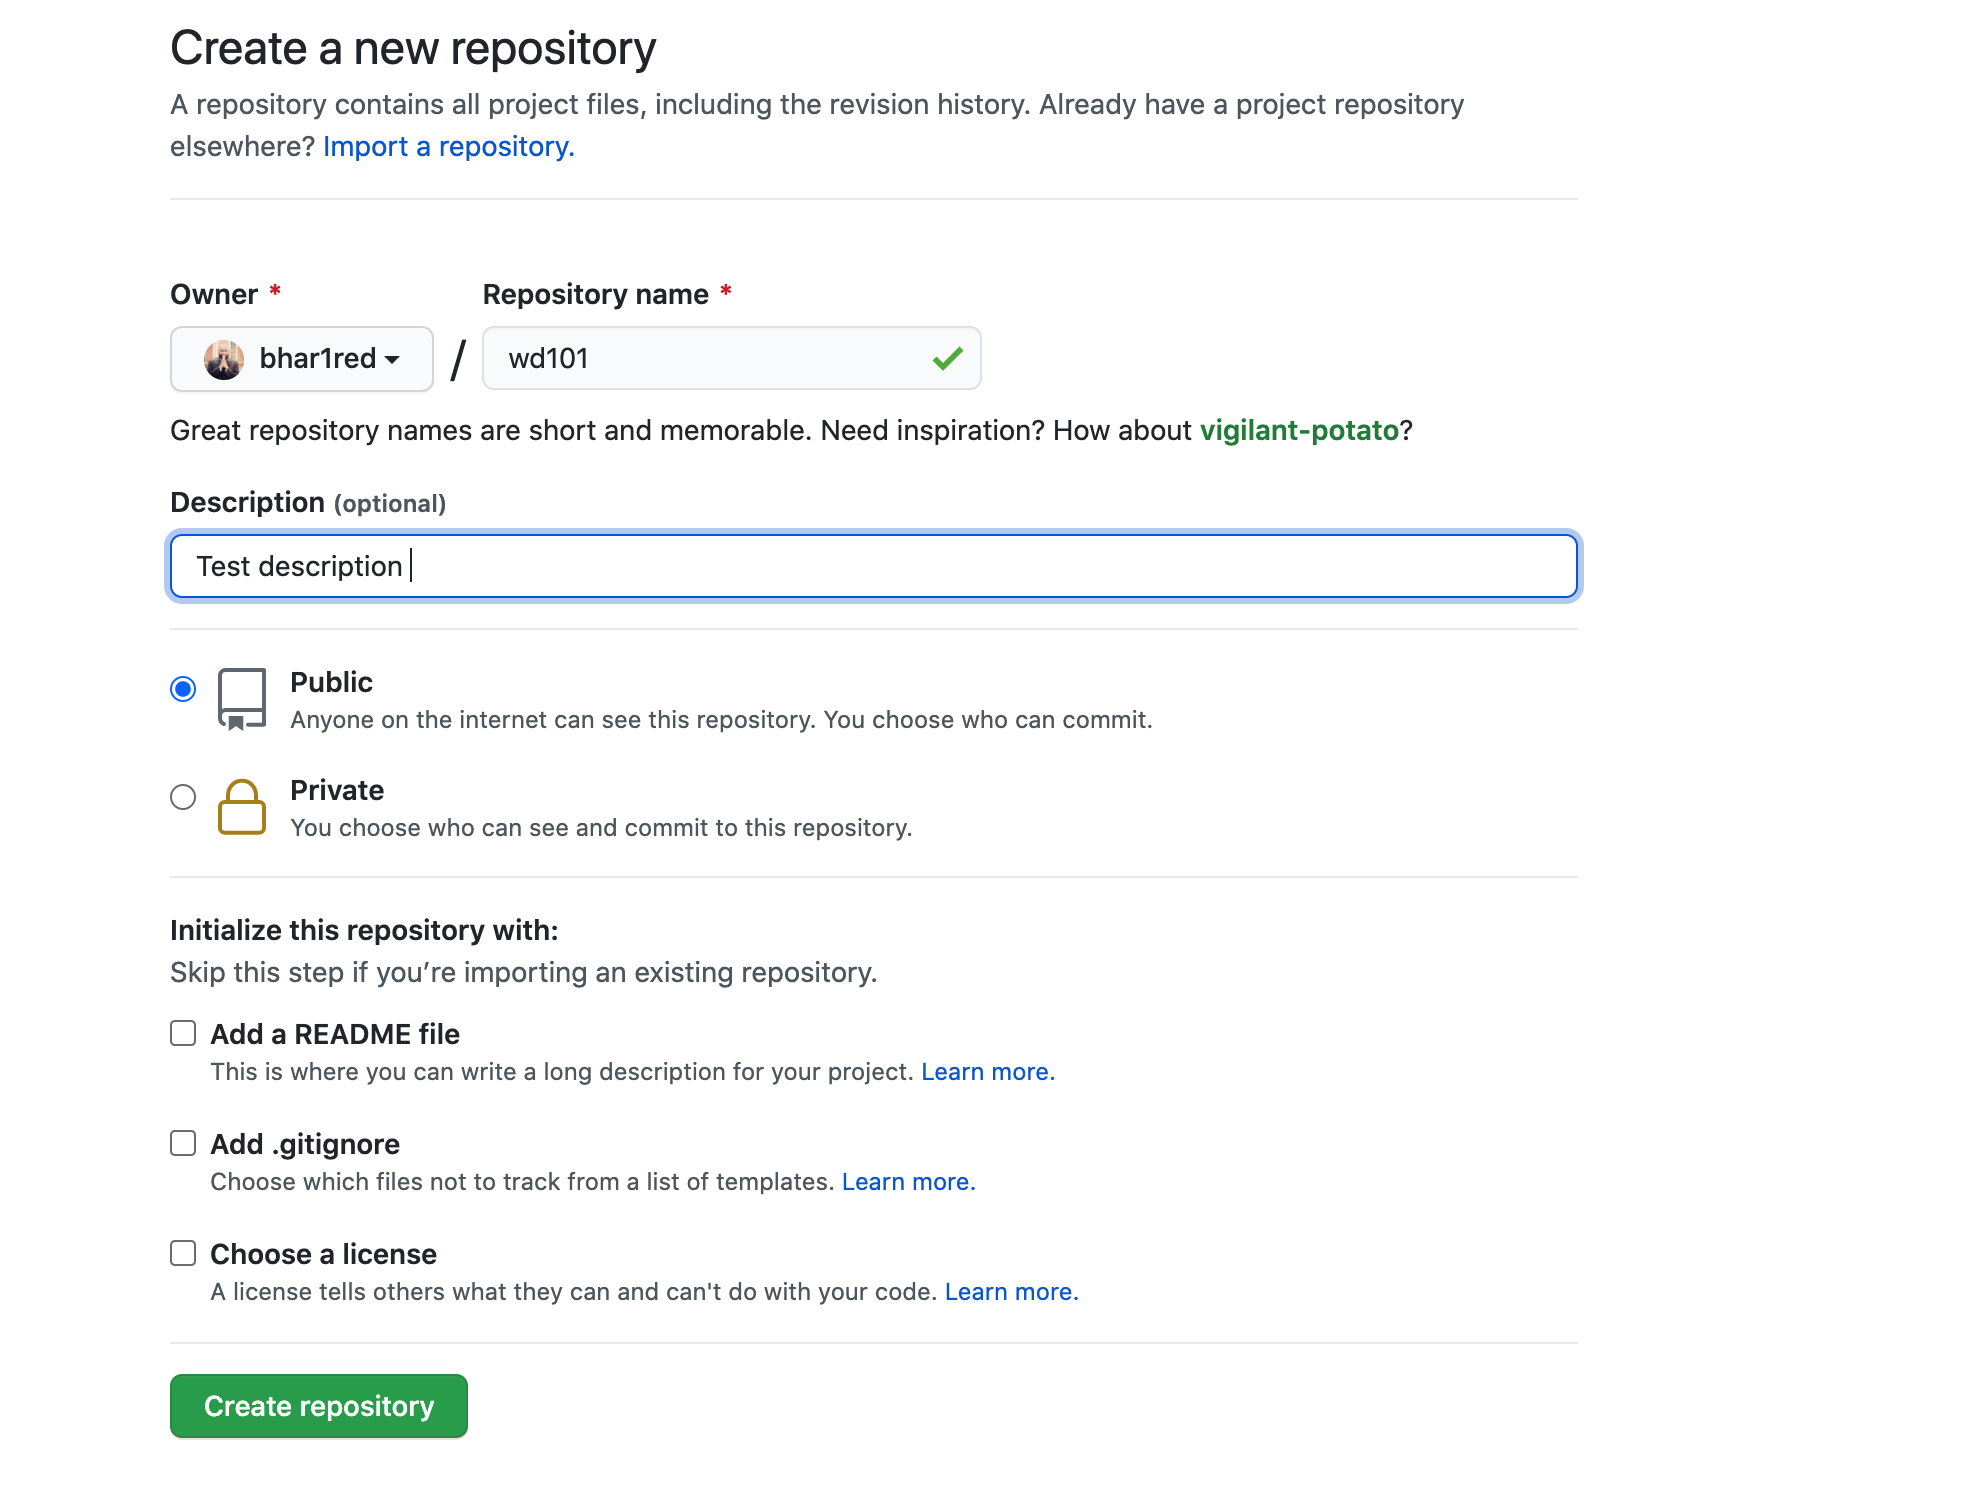 Create a new repository
A repository contains all project files, including the revision history. Already have a project repository
elsewhere? Import a repository.
Owner *
Repository name *
bhar1red / wd101
Great repository names are short and memorable. Need inspiration? How about vigilant-potato?
Description (optional)
Test description
Public
Anyone on the internet can see this repository. You choose who can commit.
Private
You choose who can see and commit to this repository.
Initialize this repository with:
Skip this step if you’re importing an existing repository.
Add a README file
This is where you can write a long description for your project. Learn more.
Add .gitignore
Choose which files not to track from a list of templates. Learn more.
Choose a license
A license tells others what they can and can't do with your code. Learn more.
Create repository